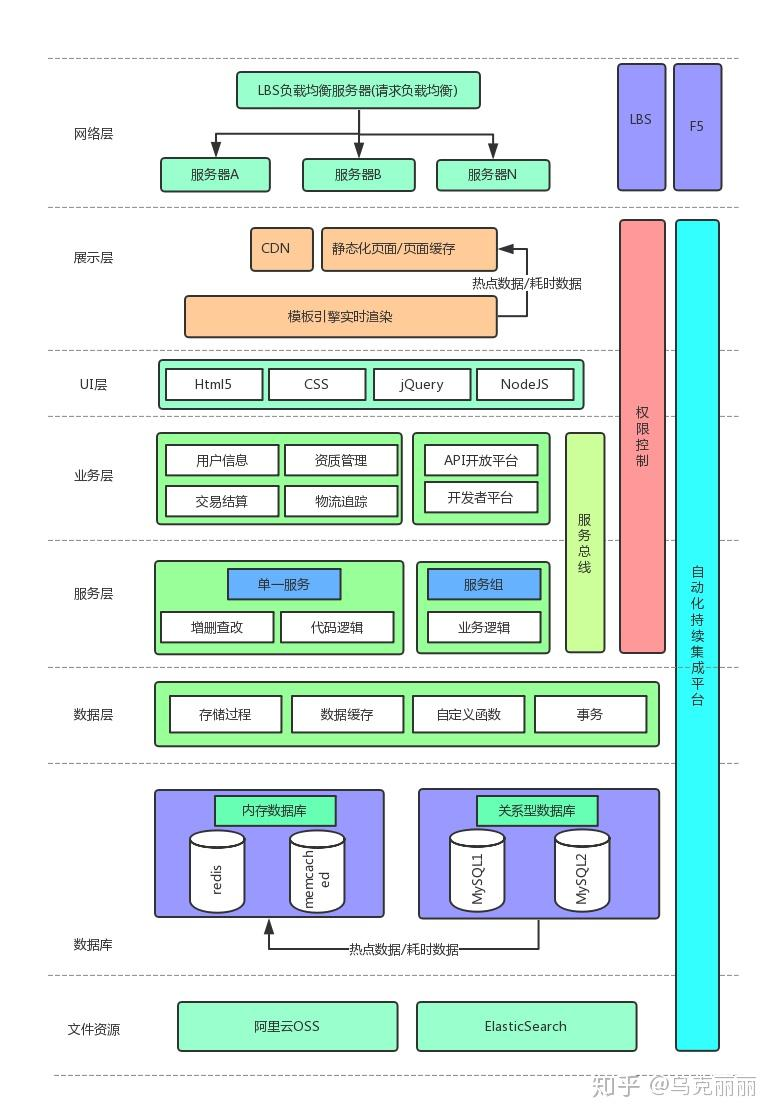 LBS负载均衡服务器(请求负载均衡)
LBS
F5
网络层
服务器A
服务器B
服务器N
展示层
CDN
静态化页面/页面缓存
热点数据/耗时数据
模板引擎实时渲染
UI层
Html5
CSS
jQuery
NodeJS
权限控制
业务层
用户信息
资质管理
API开放平台
交易结算
物流追踪
开发者平台
服务总线
自动化持续集成平台
服务层
单一服务
服务组
增删查改
代码逻辑
业务逻辑
数据层
存储过程
数据缓存
自定义函数
事务
内存数据库
关系型数据库
redis
memcach
ed
MySQL1
MySQL2
数据库
热点数据/耗时数据
文件资源
阿里云OSS
ElasticSearch
知乎 @乌克丽丽